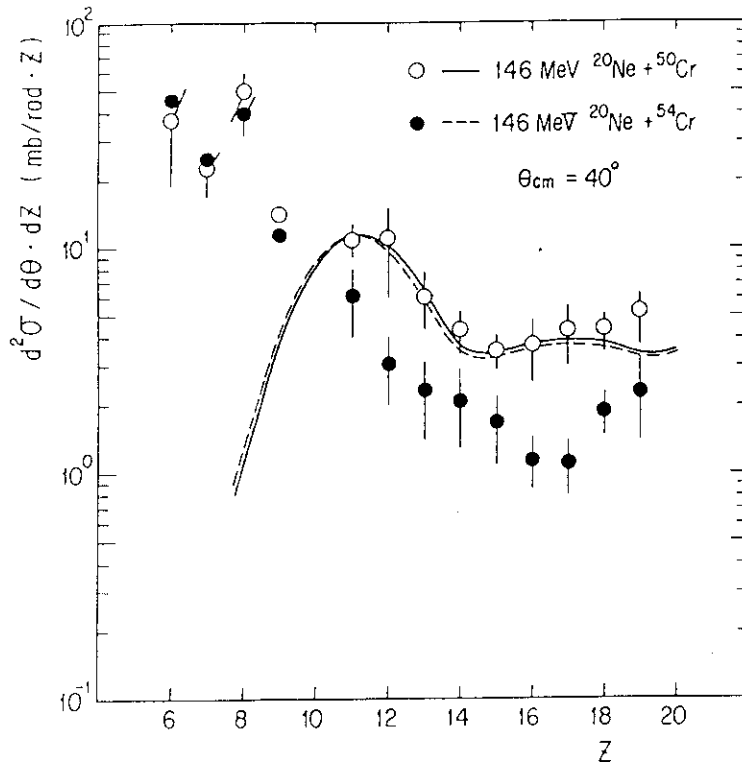 10²
○ — 146 MeV ²⁰Ne + ⁵⁰Cr
● --- 146 MeV ²⁰Ne + ⁵⁴Cr
θcm = 40°
d²σ / dθ · dZ ( mb/rad · Z )
10¹
10⁰
10⁻¹
6 8 10 12 14 16 18 20
Z